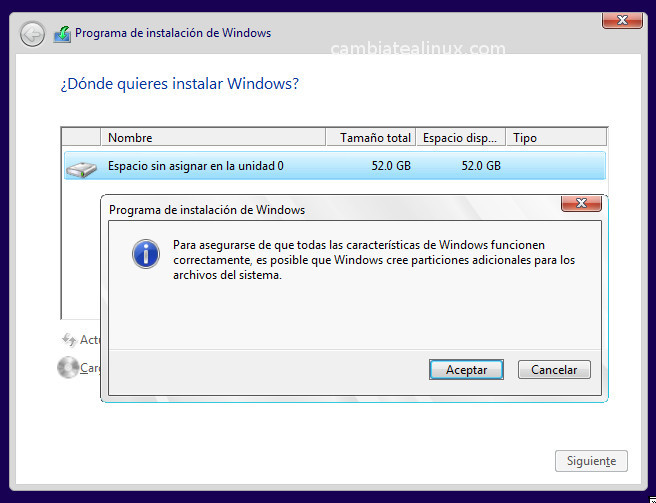 Programa de instalación de Windows
cambiatealinux.com
¿Dónde quieres instalar Windows?
Nombre Tamaño total Espacio disp... Tipo
Espacio sin asignar en la unidad 0 52.0 GB 52.0 GB
Programa de instalación de Windows
Para asegurarse de que todas las características de Windows funcionen
correctamente, es posible que Windows cree particiones adicionales para los
archivos del sistema.
Aceptar Cancelar
Siguiente